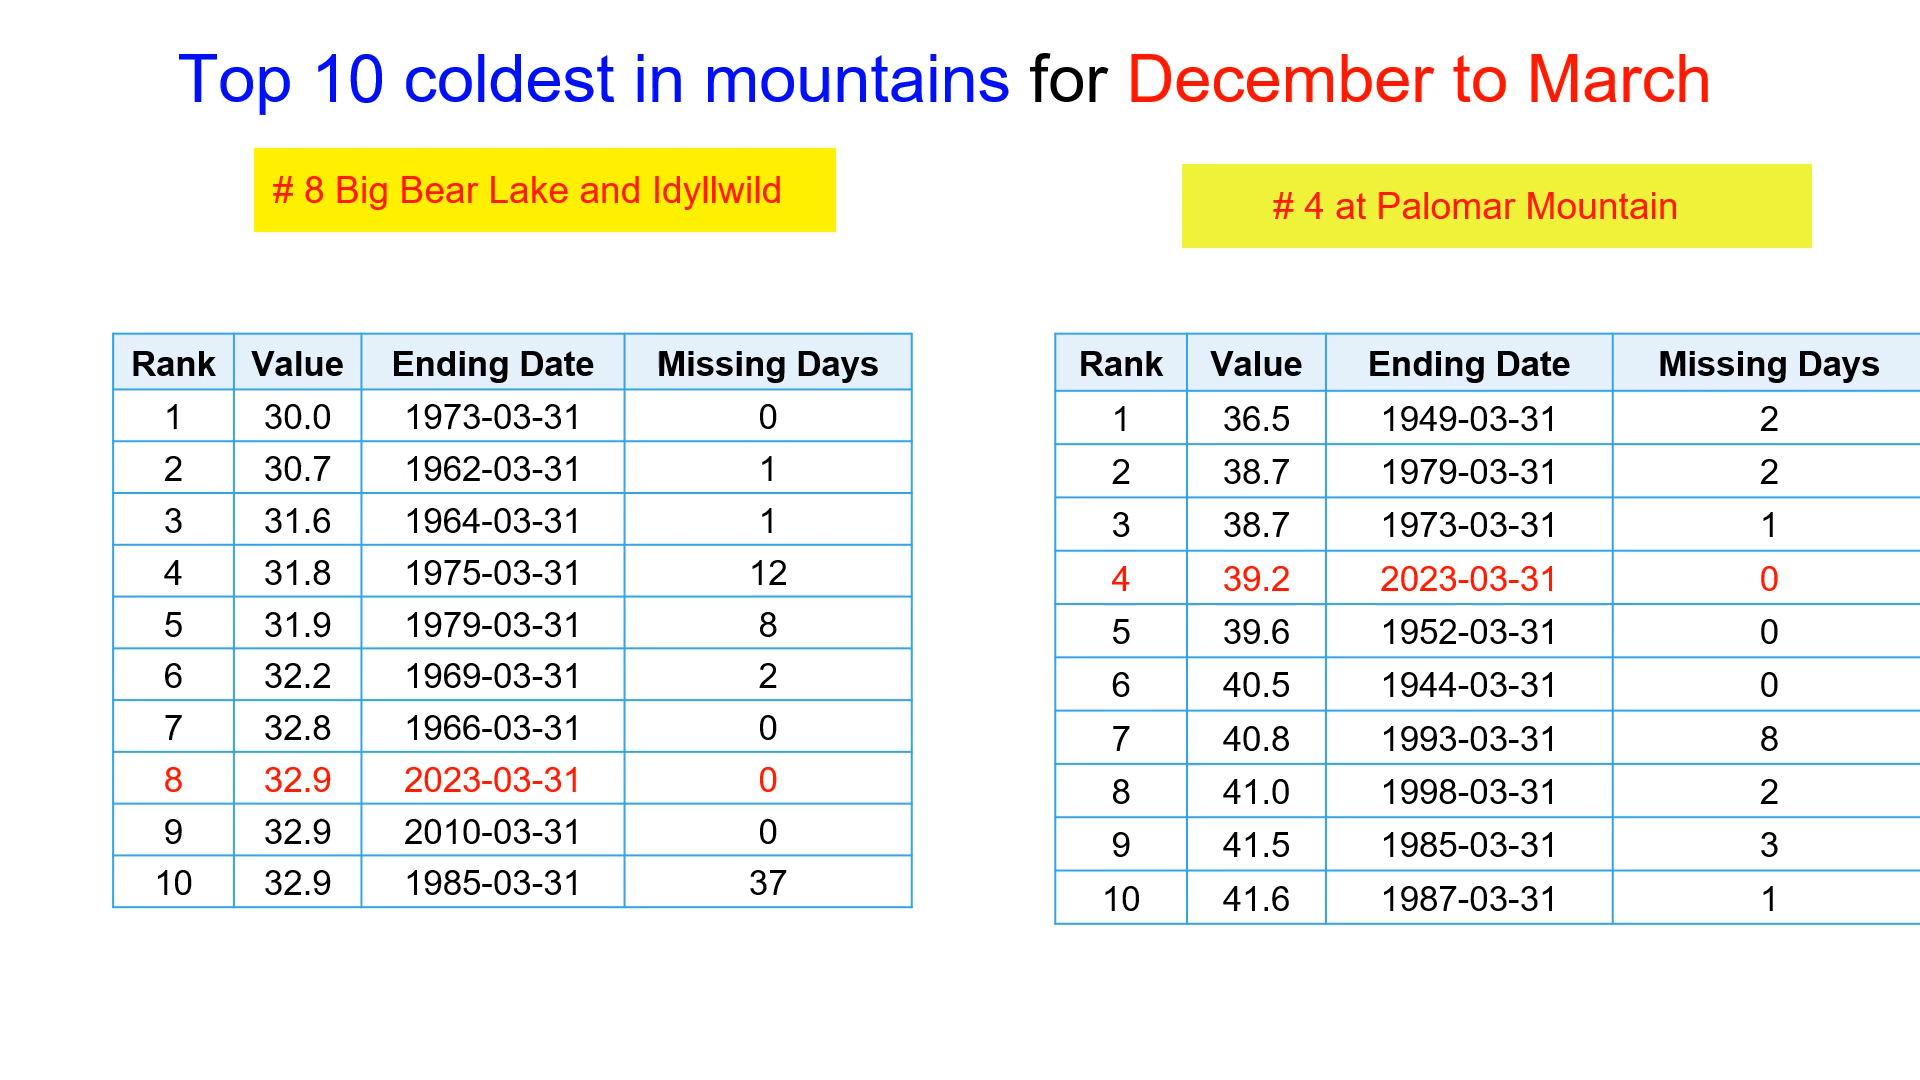 Top 10 coldest in mountains for December to March
# 8 Big Bear Lake and Idyllwild
# 4 at Palomar Mountain
Rank Value Ending Date Missing Days
1 30.0 1973-03-31 0
2 30.7 1962-03-31 1
3 31.6 1964-03-31 1
4 31.8 1975-03-31 12
5 31.9 1979-03-31 8
6 32.2 1969-03-31 2
7 32.8 1966-03-31 0
8 32.9 2023-03-31 0
9 32.9 2010-03-31 0
10 32.9 1985-03-31 37
Rank Value Ending Date Missing Days
1 36.5 1949-03-31 2
2 38.7 1979-03-31 2
3 38.7 1973-03-31 1
4 39.2 2023-03-31 0
5 39.6 1952-03-31 0
6 40.5 1944-03-31 0
7 40.8 1993-03-31 8
8 41.0 1998-03-31 2
9 41.5 1985-03-31 3
10 41.6 1987-03-31 1